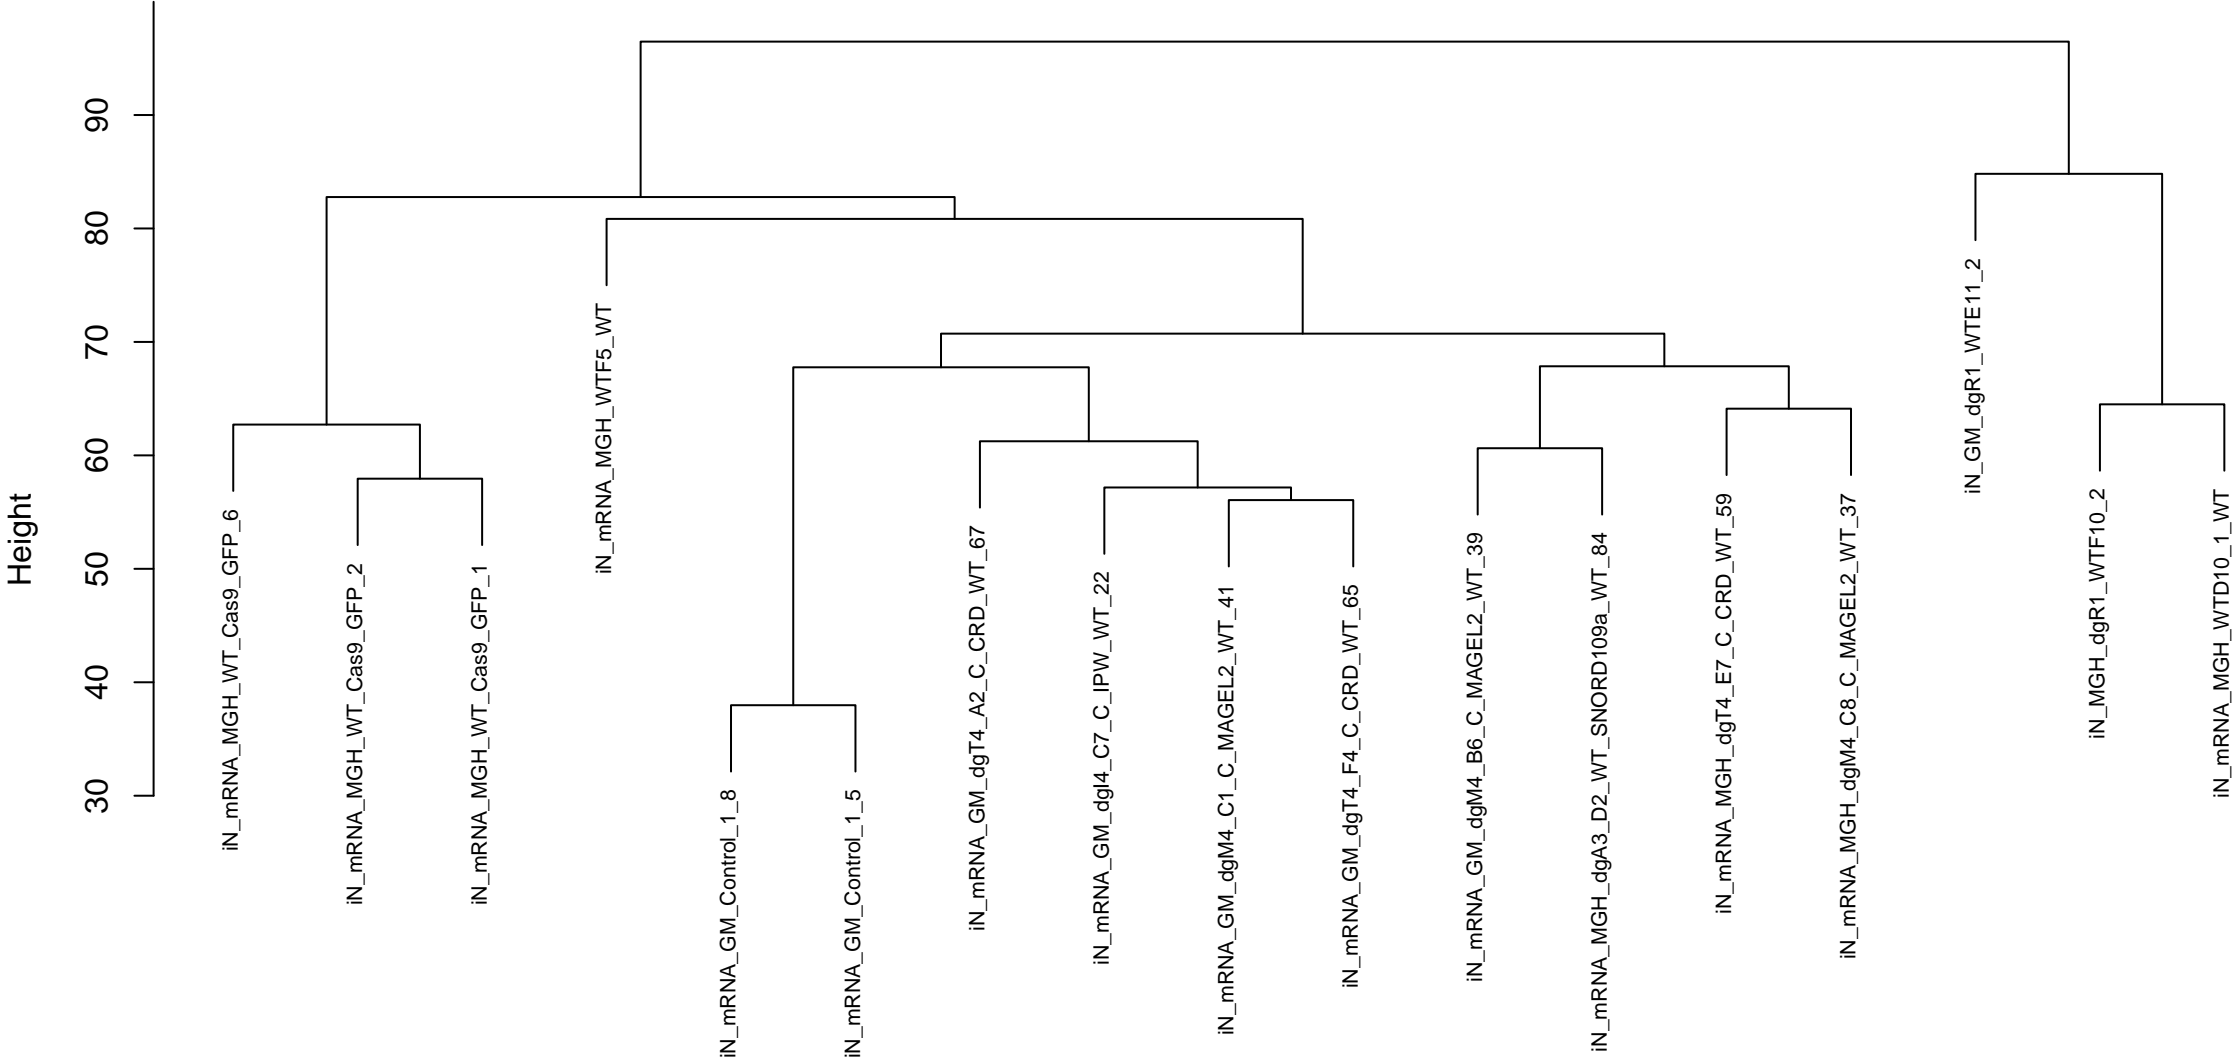 Height
90
80
70
60
50
40
30
iN_mRNA_MGH_WT_Cas9_GFP_6
iN_mRNA_MGH_WT_Cas9_GFP_2
iN_mRNA_MGH_WT_Cas9_GFP_1
iN_mRNA_MGH_WTF5_WT
iN_mRNA_GM_Control_1_8
iN_mRNA_GM_Control_1_5
iN_mRNA_GM_dgT4_A2_C_CRD_WT_67
iN_mRNA_GM_dgI4_C7_C_IPW_WT_22
iN_mRNA_GM_dgM4_C1_C_MAGEL2_WT_41
iN_mRNA_GM_dgT4_F4_C_CRD_WT_65
iN_mRNA_GM_dgM4_B6_C_MAGEL2_WT_39
iN_mRNA_MGH_dgA3_D2_WT_SNORD109a_WT_84
iN_mRNA_MGH_dgT4_E7_C_CRD_WT_59
iN_mRNA_MGH_dgM4_C8_C_MAGEL2_WT_37
iN_GM_dgR1_WTE11_2
iN_MGH_dgR1_WTF10_2
iN_mRNA_MGH_WTD10_1_WT